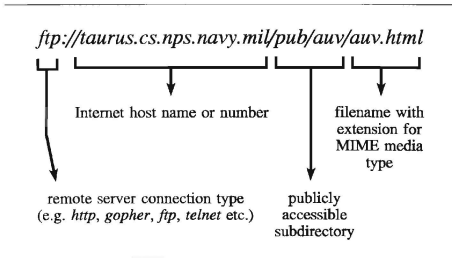 ftp://taurus.cs.nps.navy.mil/pub/auv/auv.html
Internet host name or number
filename with
extension for
MIME media
type
remote server connection type
(e.g. http, gopher, ftp, telnet etc.)
publicly
accessible
subdirectory